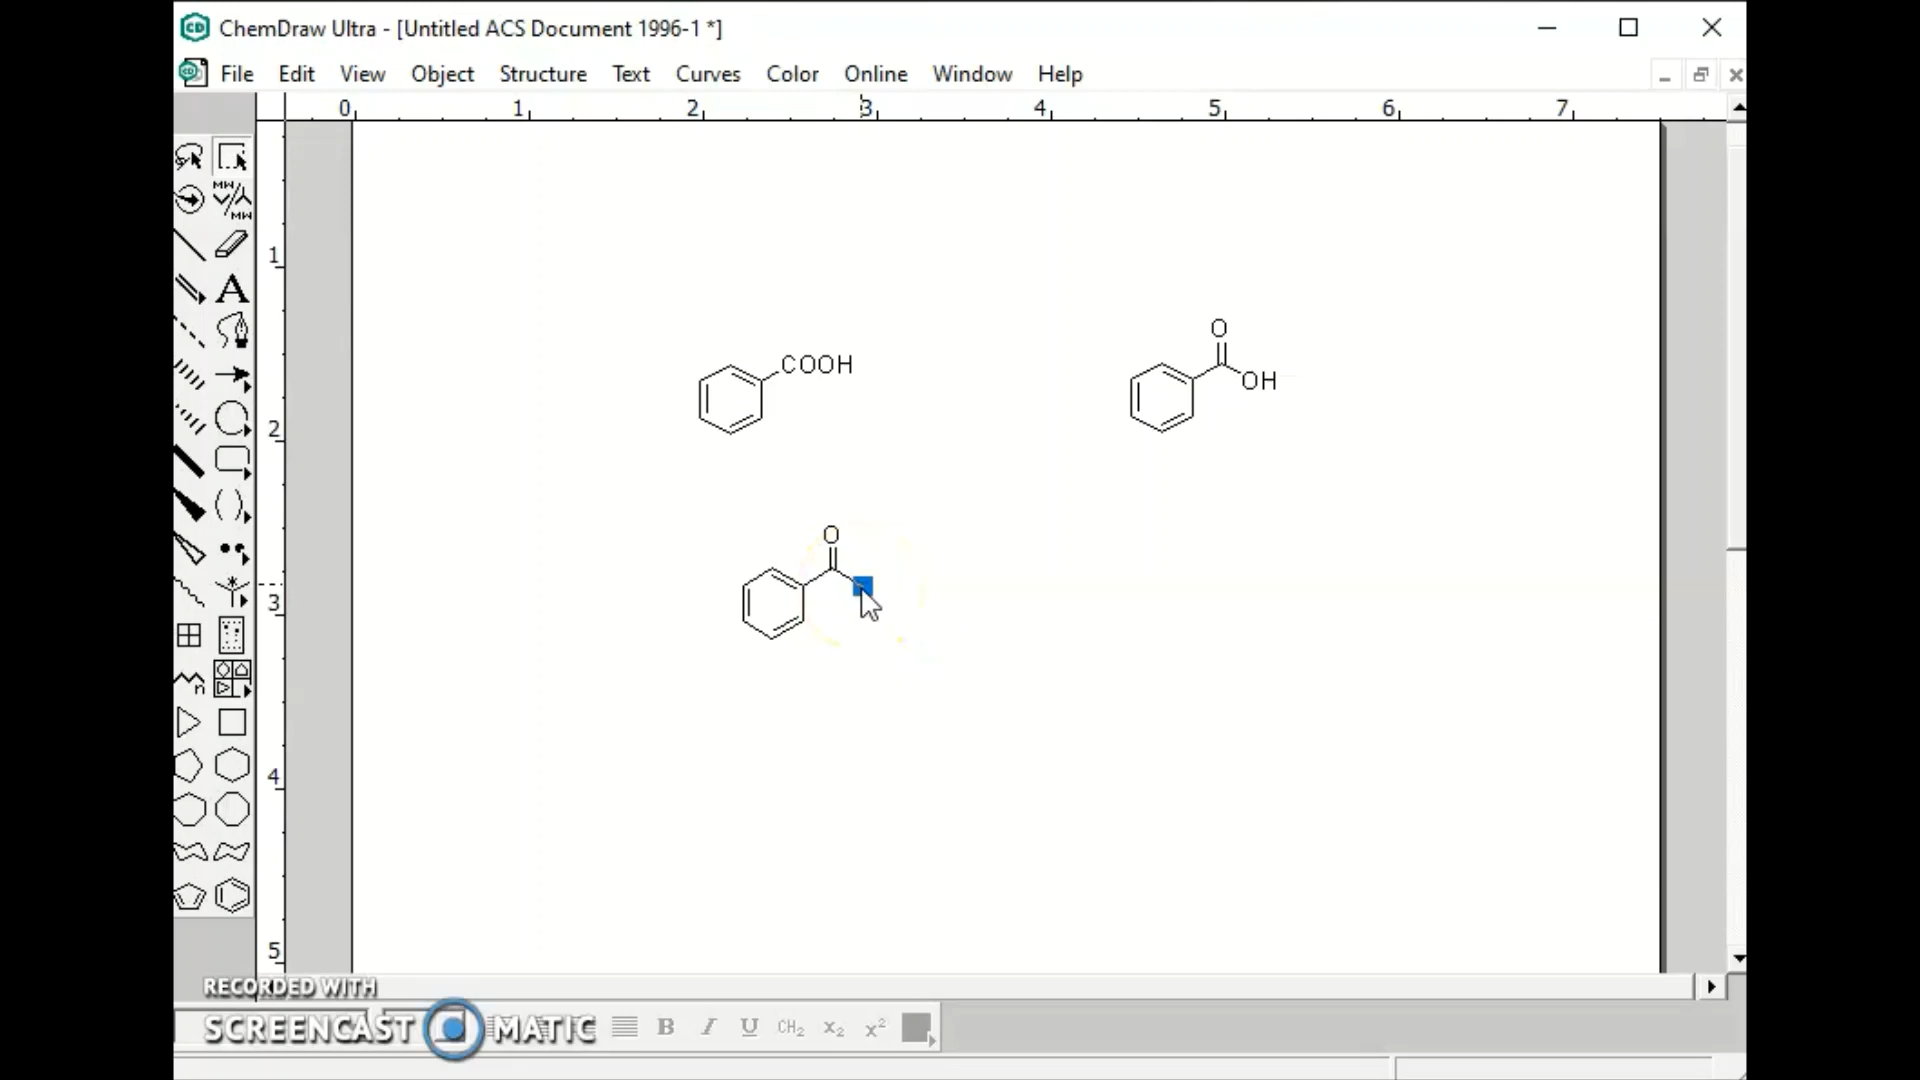 ChemDraw Ultra - [Untitled ACS Document 1996-1 *]
File Edit View Object Structure Text Curves Color Online Window Help
0 1 2 3 4 5 6 7
MW
MW
1
A
O
COOH
OH
2
O
3
n
4
5
RECORDED WITH
SCREENCAST MATIC
B I U CH2 x2 x2